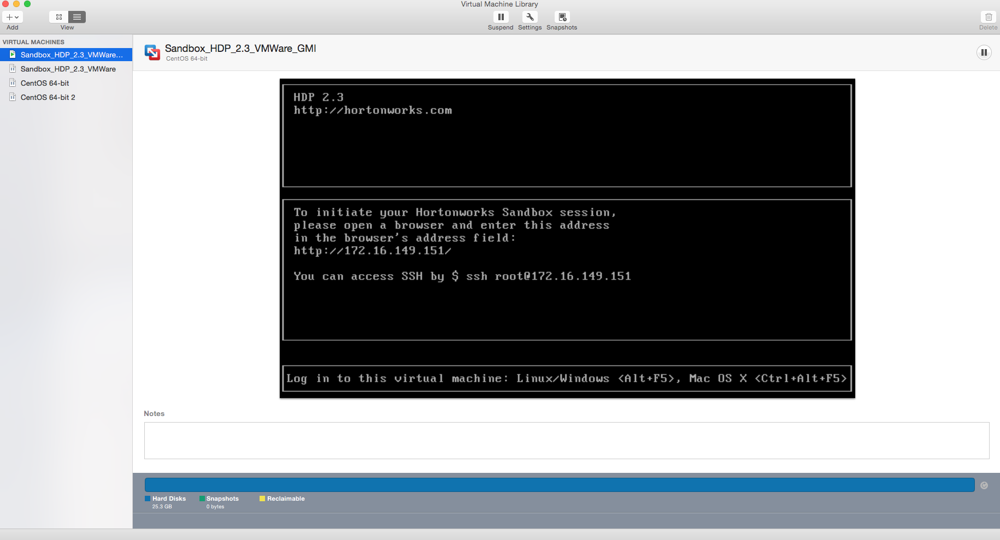 Virtual Machine Library
Add
View
Suspend
Settings
Snapshots
Delete
VIRTUAL MACHINES
Sandbox_HDP_2.3_VMWare...
Sandbox_HDP_2.3_VMWare
CentOS 64-bit
CentOS 64-bit 2
Sandbox_HDP_2.3_VMWare_GMI
CentOS 64-bit
HDP 2.3
http://hortonworks.com
To initiate your Hortonworks Sandbox session,
please open a browser and enter this address
in the browser's address field:
http://172.16.149.151/
You can access SSH by $ ssh root@172.16.149.151
Log in to this virtual machine: Linux/Windows <Alt+F5>, Mac OS X <Ctrl+Alt+F5>
Notes
Hard Disks
25.3 GB
Snapshots
0 bytes
Reclaimable